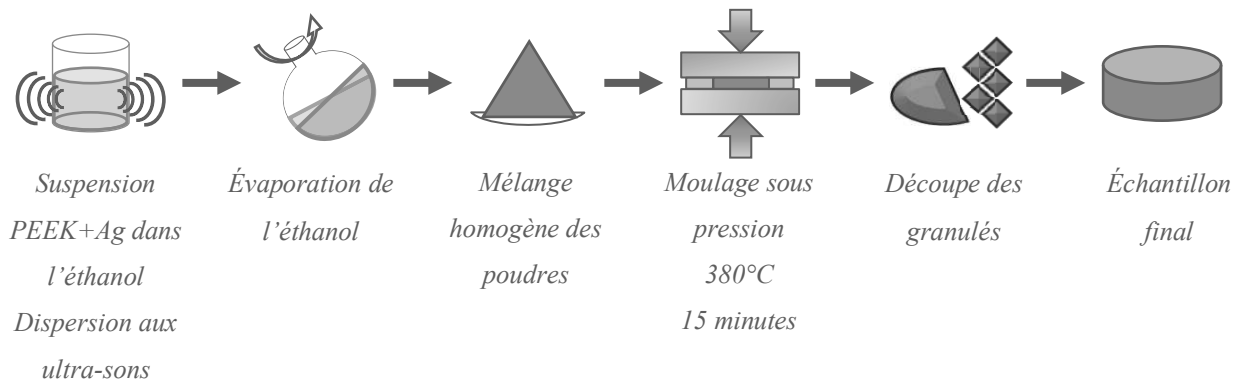 Suspension
PEEK+Ag dans
l’éthanol
Dispersion aux
ultra-sons
Évaporation de
l’éthanol
Mélange
homogène des
poudres
Moulage sous
pression
380°C
15 minutes
Découpe des
granulés
Échantillon
final